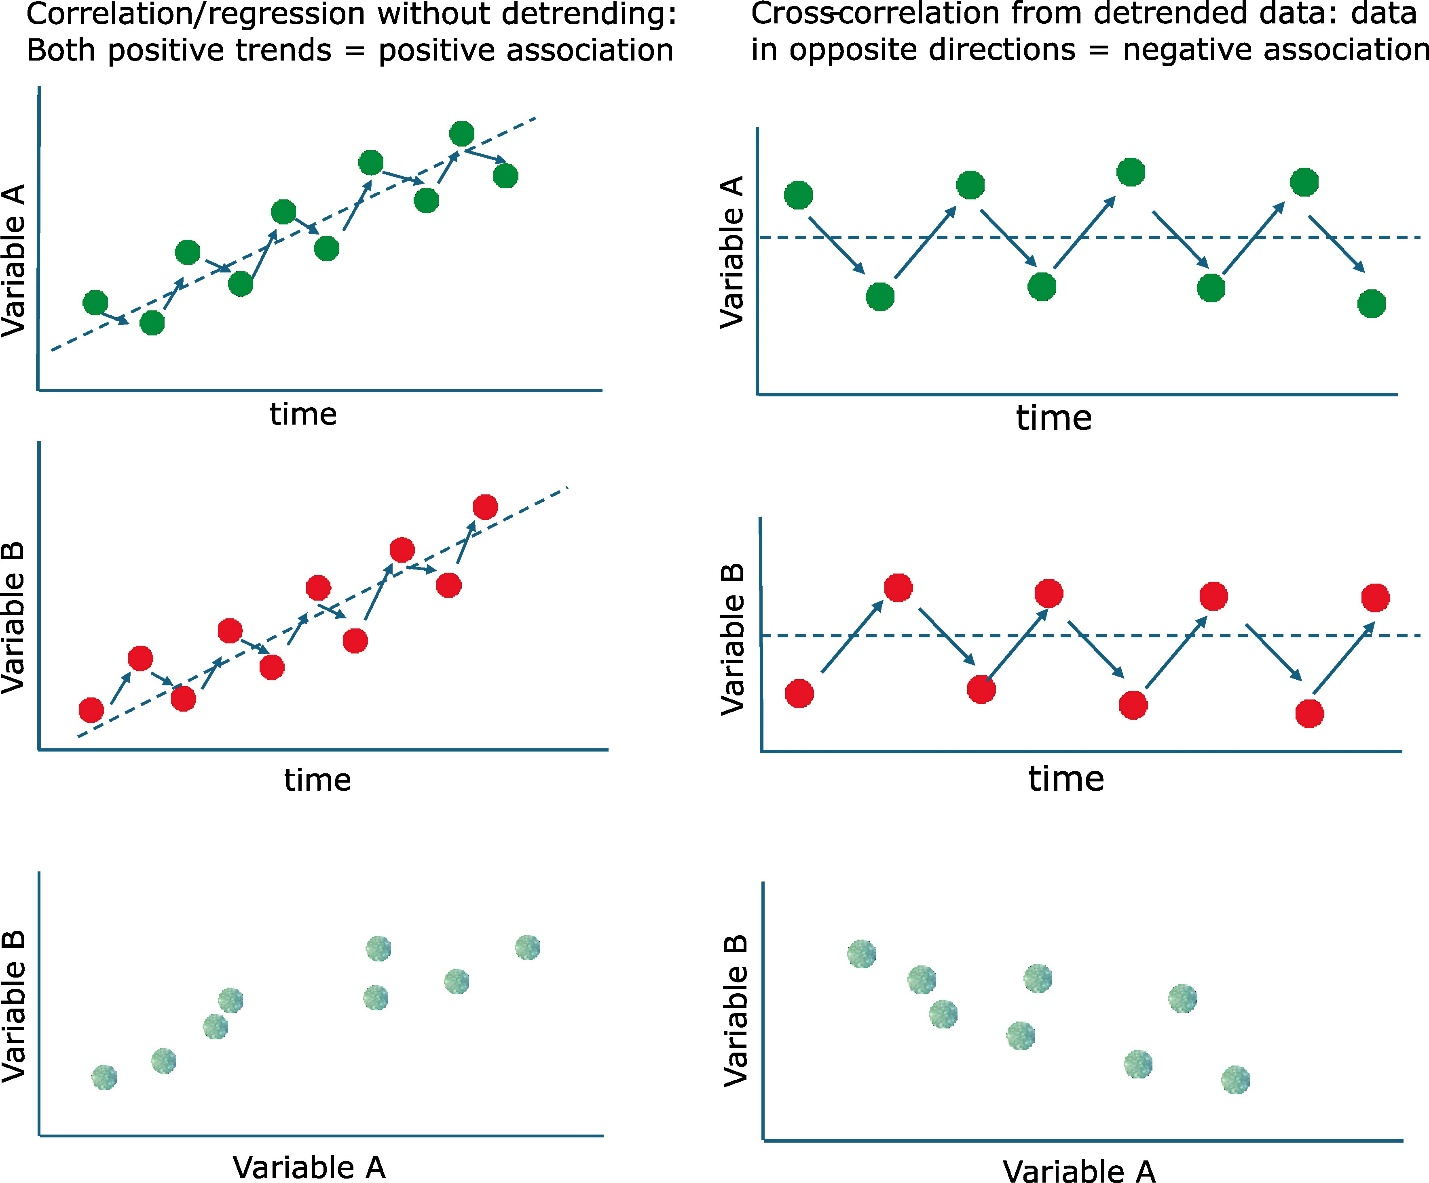 Correlation/regression without detrending:
Both positive trends = positive association
Variable A
time
Variable B
time
Variable B
Variable A
Cross-correlation from detrended data: data
in opposite directions = negative association
Variable A
time
Variable B
time
Variable B
Variable A